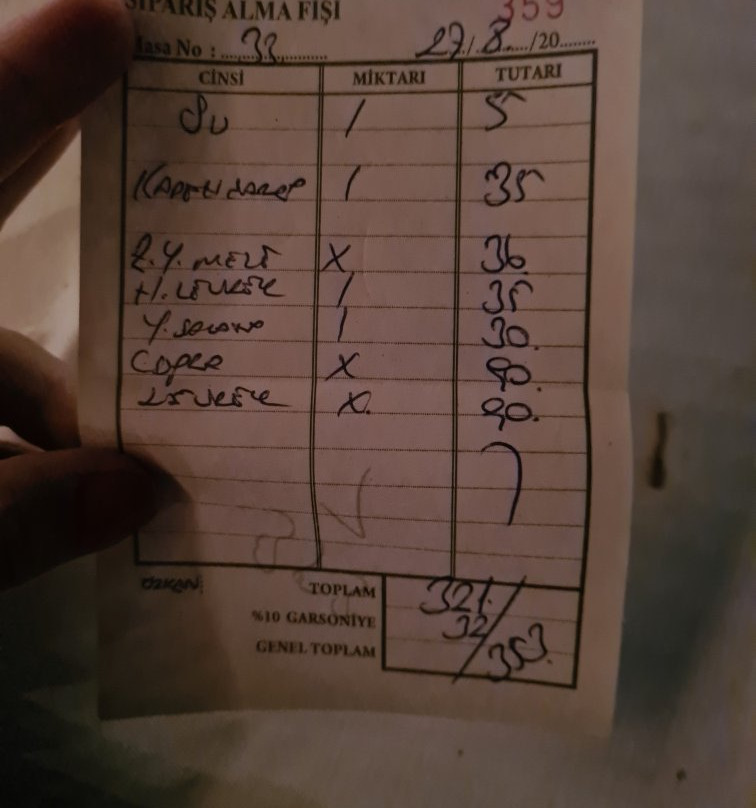 SİPARİŞ ALMA FİŞİ
359
Masa No : 33 27/8/20
CİNSİ MİKTARI TUTARI
Su 1 5
1 35
X 36
H. LEVREK 1 35
1 30
X 90
LEVREK X 90
ÖZKAN
TOPLAM 321
%10 GARSONİYE 32
GENEL TOPLAM 353